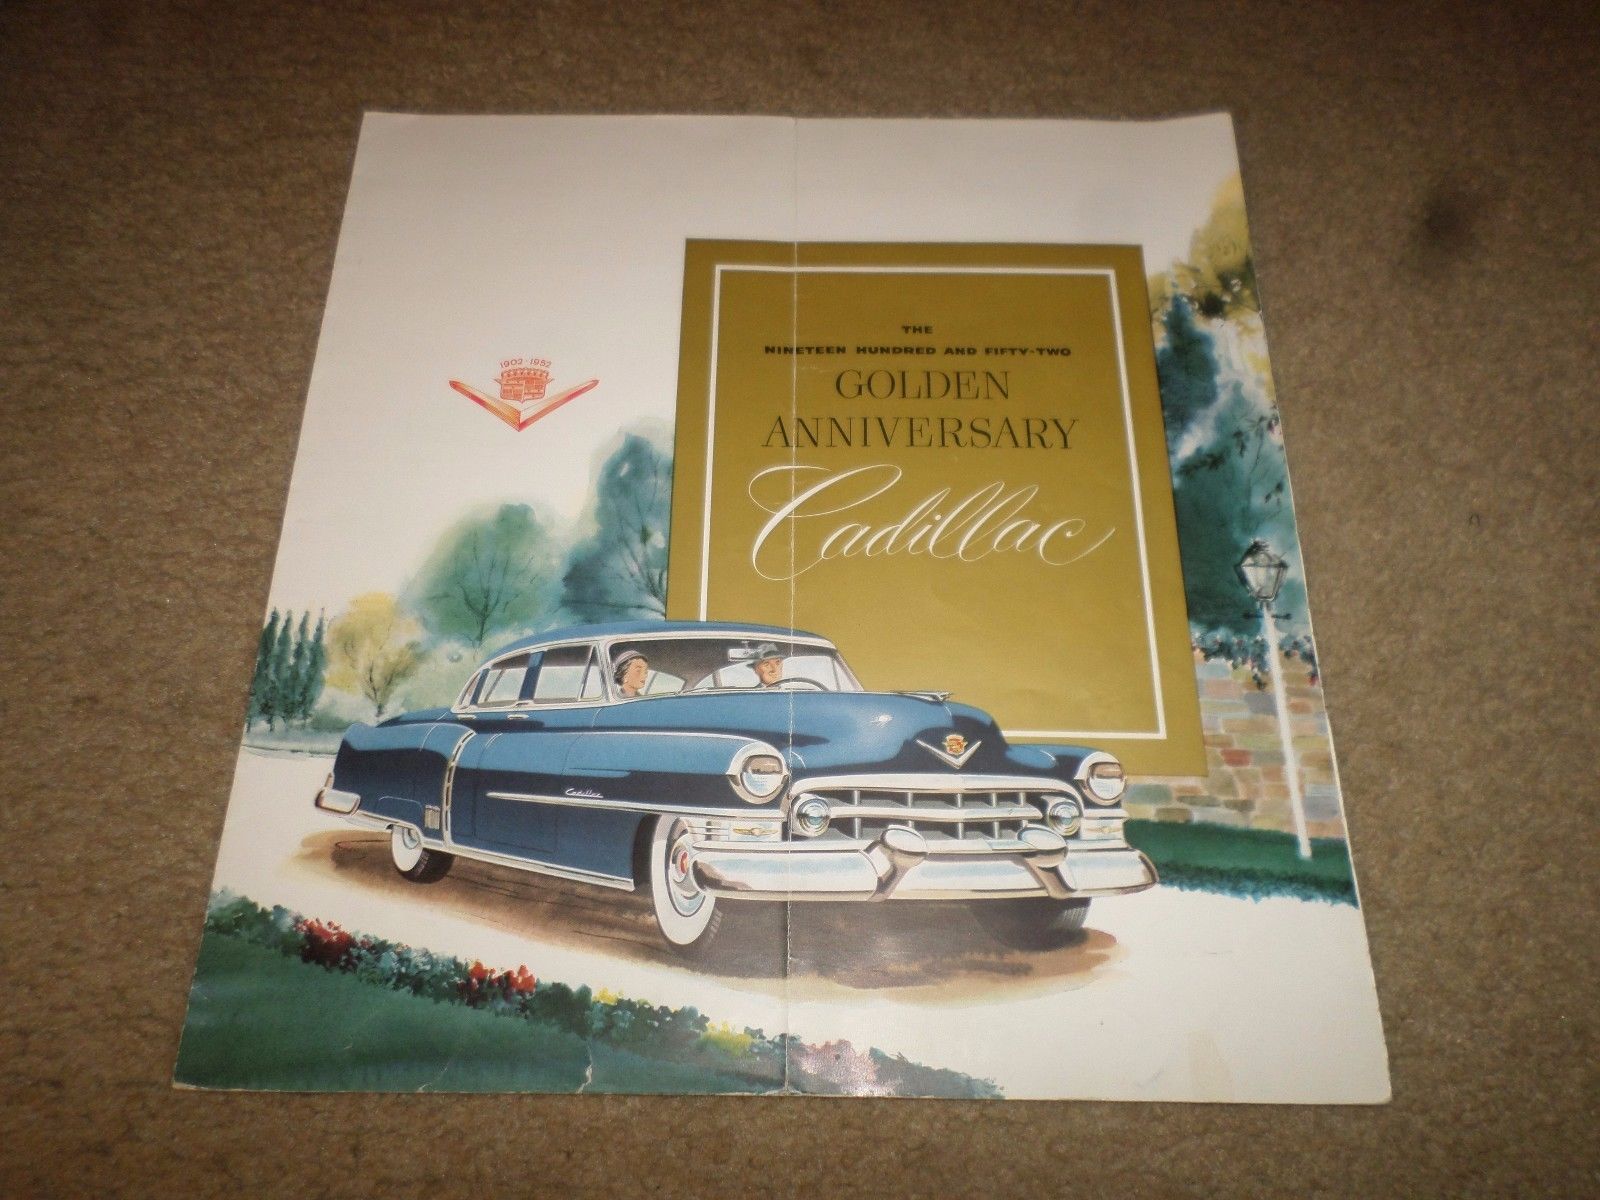 1902 · 1952
THE
NINETEEN HUNDRED AND FIFTY-TWO
GOLDEN
ANNIVERSARY
Cadillac
Cadillac